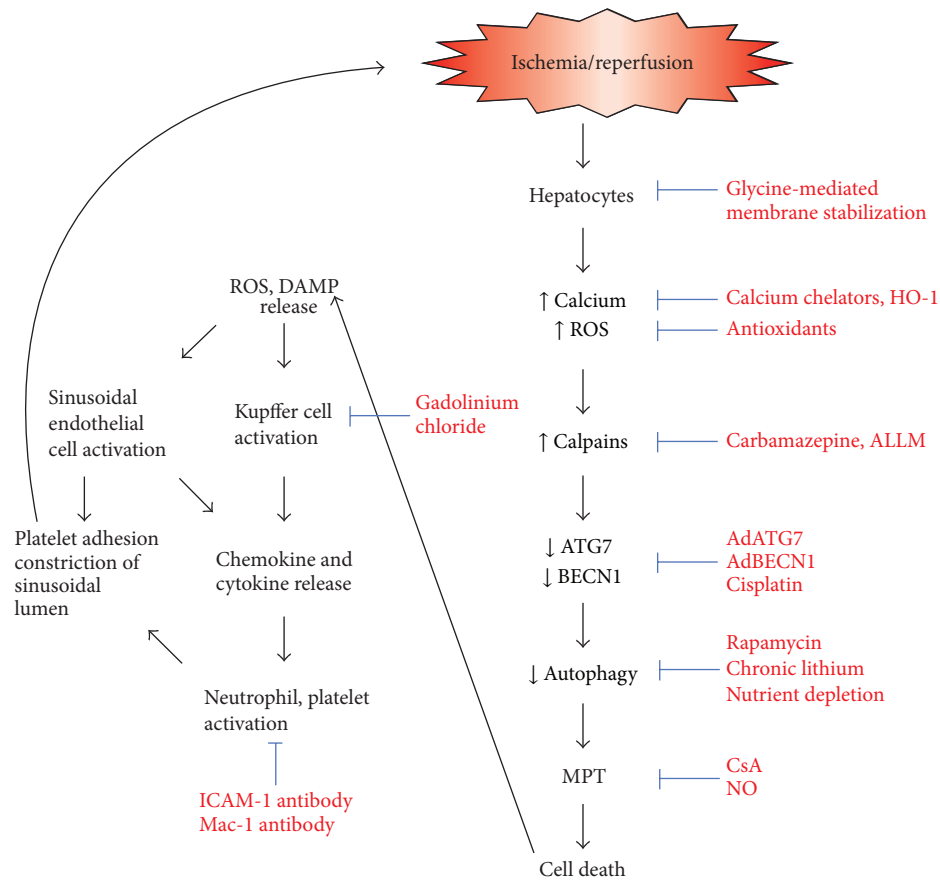 Ischemia/reperfusion
Hepatocytes
Glycine-mediated
membrane stabilization
ROS, DAMP
release
↑ Calcium
↑ ROS
Calcium chelators, HO-1
Antioxidants
Sinusoidal
endothelial
cell activation
Kupffer cell
activation
Gadolinium
chloride
↑ Calpains
Carbamazepine, ALLM
Platelet adhesion
constriction of
sinusoidal
lumen
Chemokine and
cytokine release
↓ ATG7
↓ BECN1
AdATG7
AdBECN1
Cisplatin
Neutrophil, platelet
activation
↓ Autophagy
Rapamycin
Chronic lithium
Nutrient depletion
ICAM-1 antibody
Mac-1 antibody
MPT
CsA
NO
Cell death